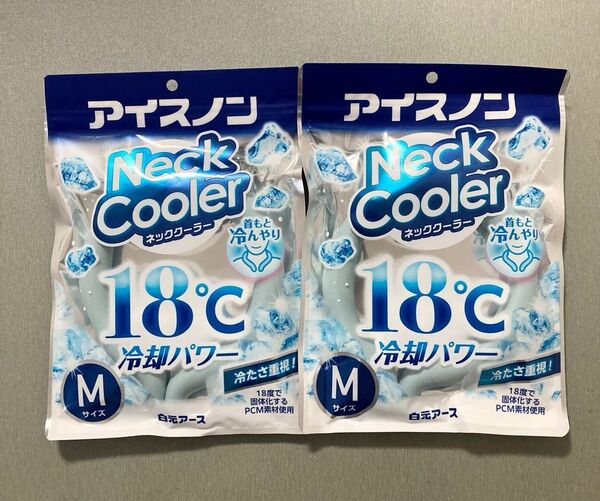 アイスノン
Neck
Cooler
ネッククーラー
首もと
冷んやり
18℃
冷却パワー
冷たさ重視!
M
サイズ
18度で
固体化する
PCM素材使用
白元アース
アイスノン
Neck
Cooler
ネッククーラー
首もと
冷んやり
18℃
冷却パワー
冷たさ重視!
M
サイズ
18度で
固体化する
PCM素材使用
白元アース